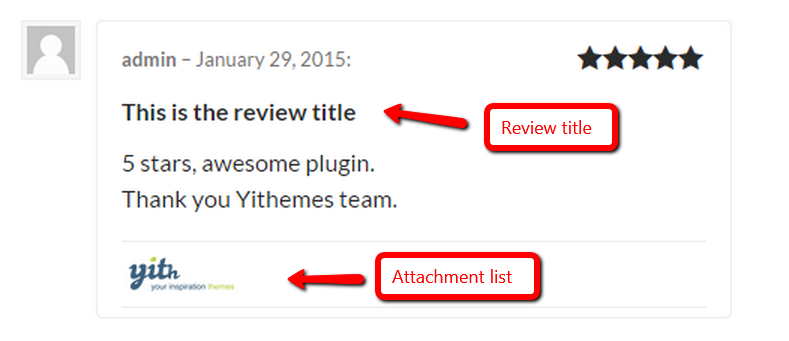 admin – January 29, 2015:
This is the review title
Review title
5 stars, awesome plugin.
Thank you Yithemes team.
yith
your inspiration themes
Attachment list